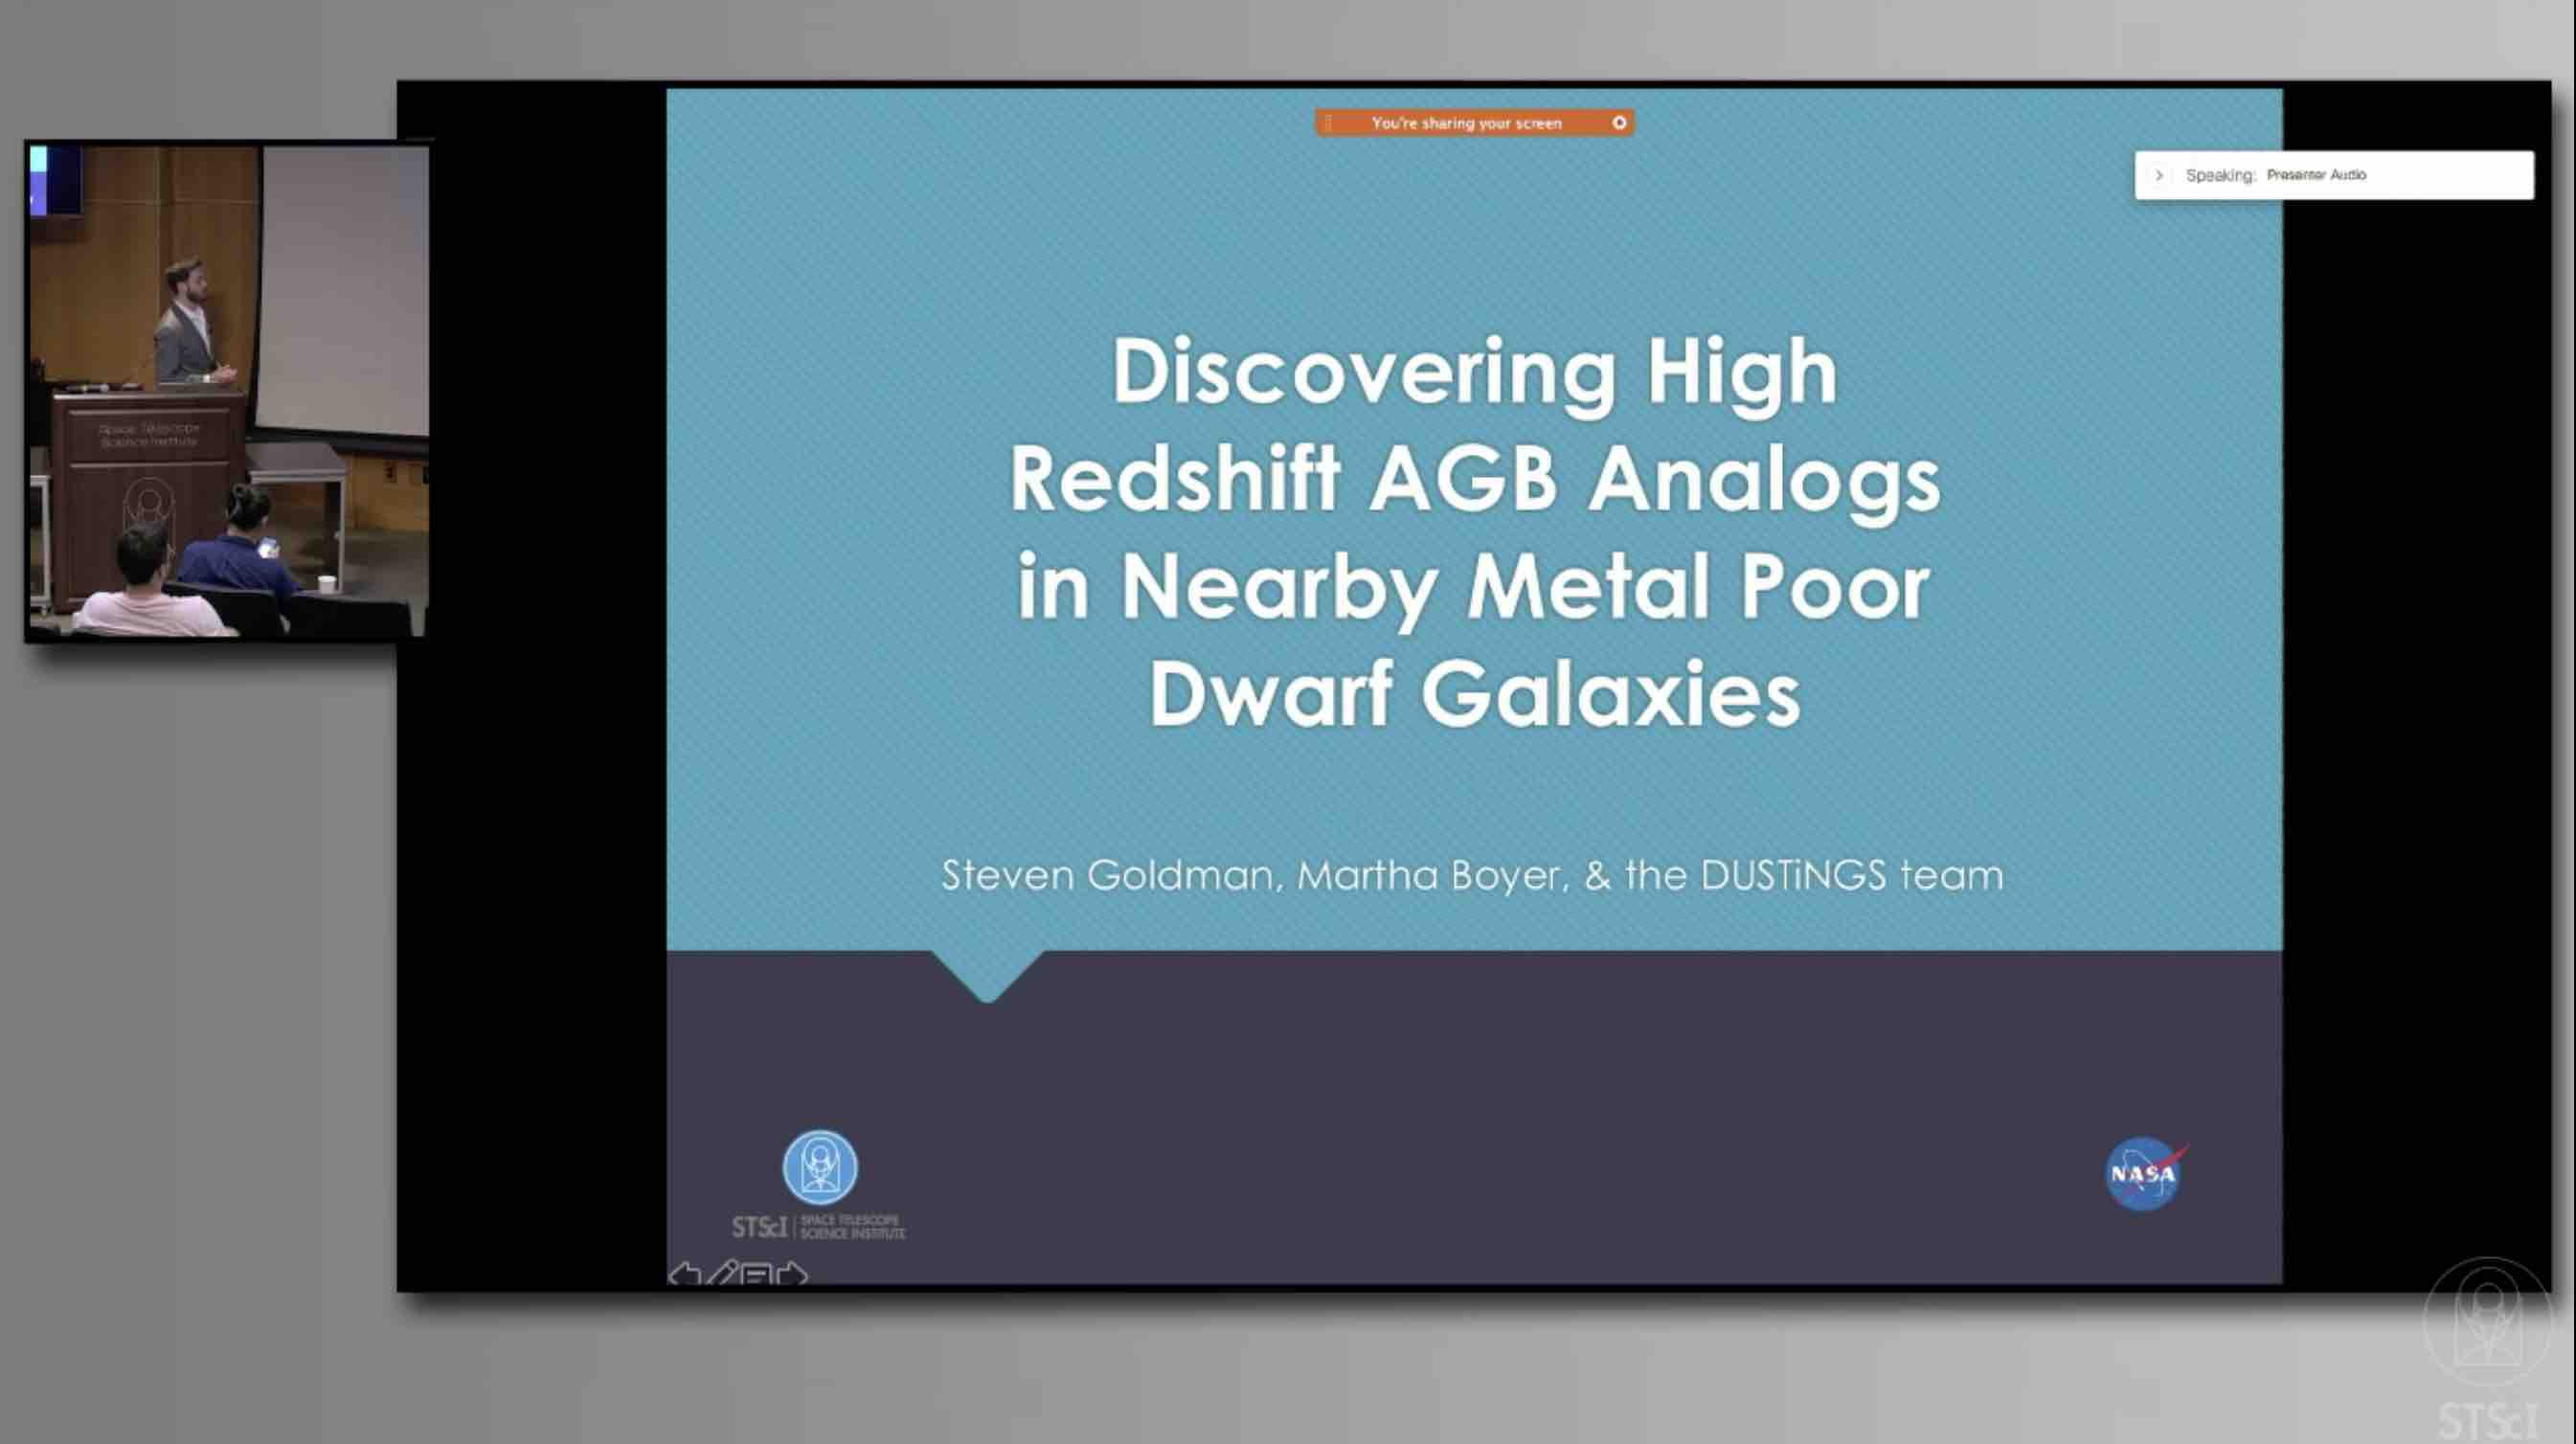 You're sharing your screen
Speaking: Presenter Audio
Discovering High
Redshift AGB Analogs
in Nearby Metal Poor
Dwarf Galaxies
Steven Goldman, Martha Boyer, & the DUSTiNGS team
Space Telescope
Science Institute
STScI | SPACE TELESCOPE
SCIENCE INSTITUTE
NASA
STScI